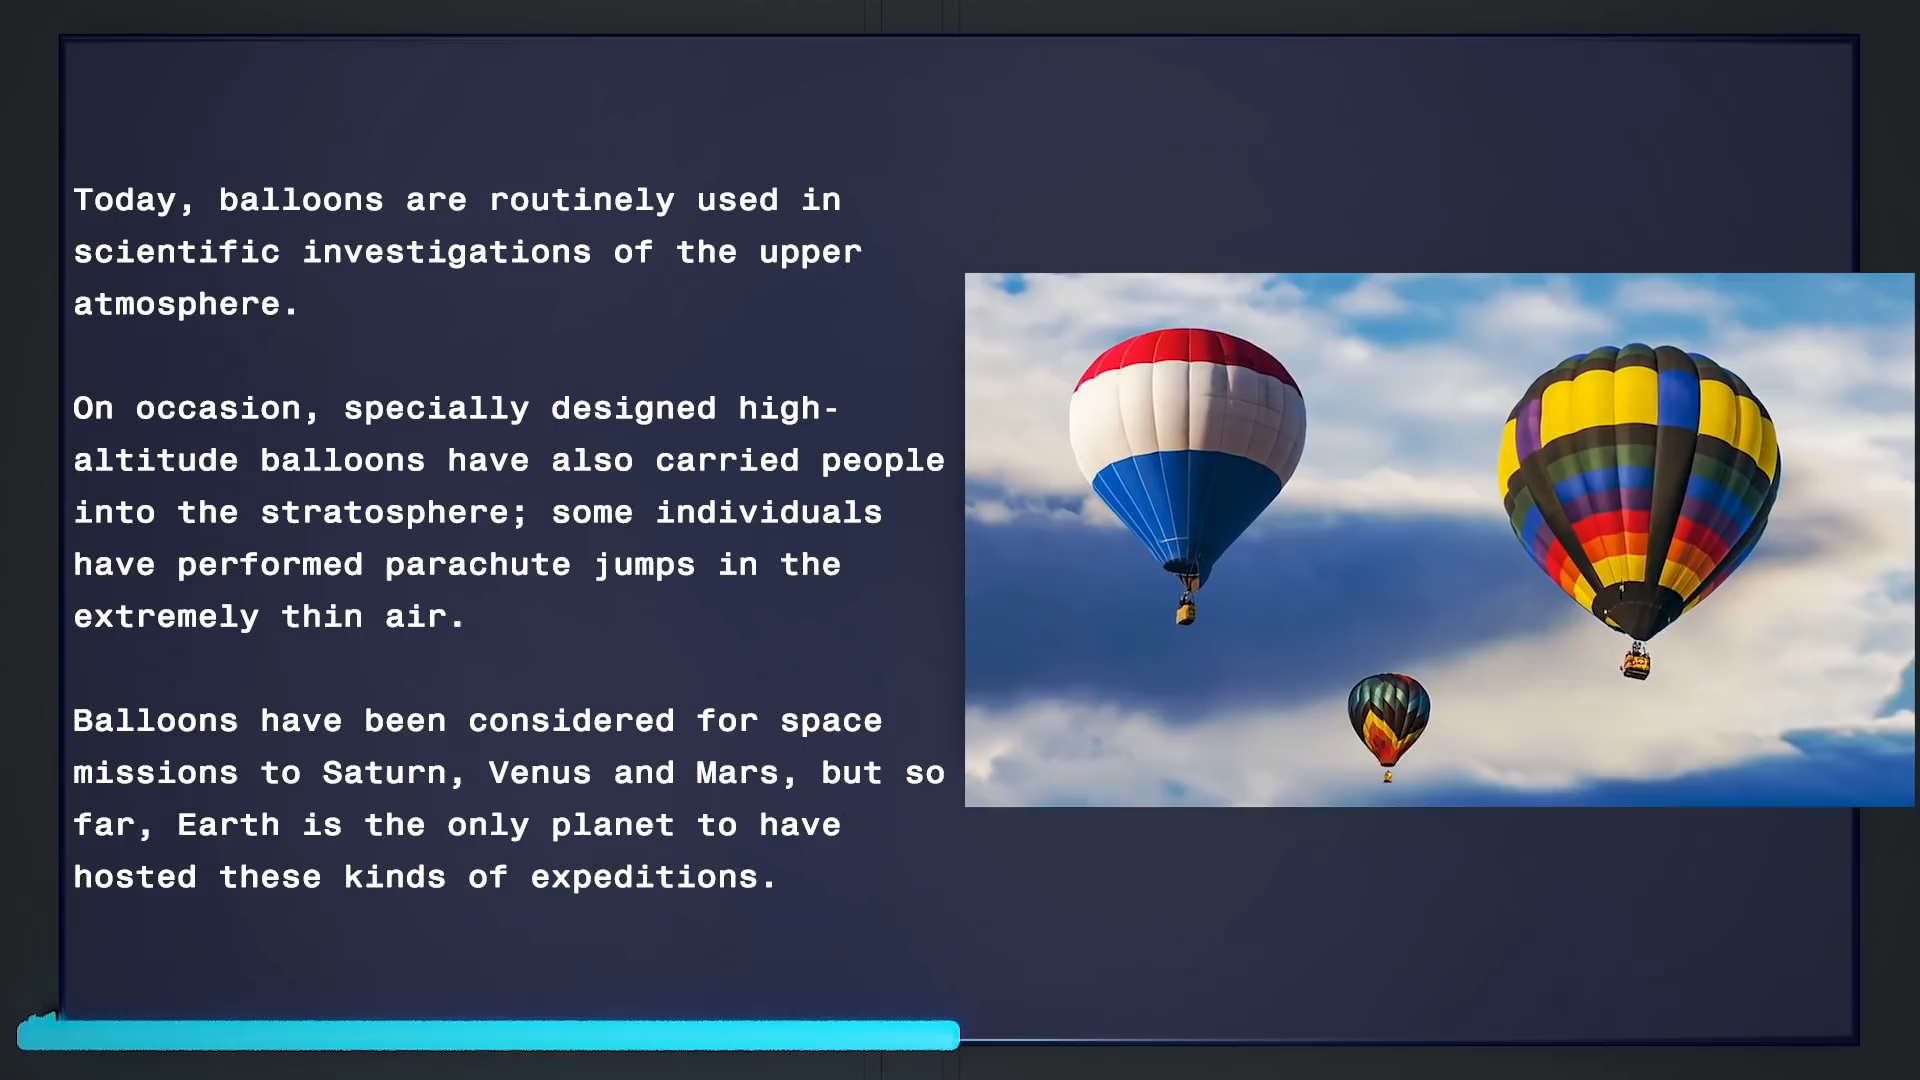 Today, balloons are routinely used in
scientific investigations of the upper
atmosphere.
On occasion, specially designed high-
altitude balloons have also carried people
into the stratosphere; some individuals
have performed parachute jumps in the
extremely thin air.
Balloons have been considered for space
missions to Saturn, Venus and Mars, but so
far, Earth is the only planet to have
hosted these kinds of expeditions.